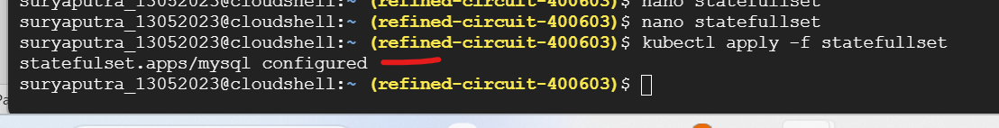 suryaputra_13052023@cloudshell:~ (refined-circuit-400603)$ nano statefullset
suryaputra_13052023@cloudshell:~ (refined-circuit-400603)$ nano statefullset
suryaputra_13052023@cloudshell:~ (refined-circuit-400603)$ kubectl apply -f statefullset
statefulset.apps/mysql configured
suryaputra_13052023@cloudshell:~ (refined-circuit-400603)$
Pa